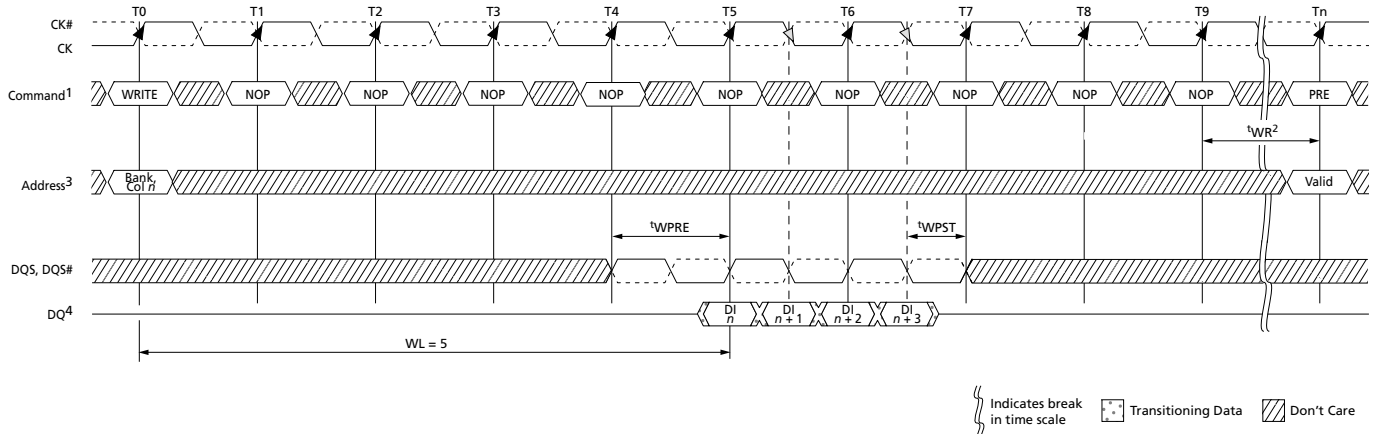 T0 T1 T2 T3 T4 T5 T6 T7 T8 T9 Tn
CK#
CK
Command1 WRITE NOP NOP NOP NOP NOP NOP NOP NOP NOP PRE
tWR2
Address3 Bank, Col n Valid
tWPRE tWPST
DQS, DQS#
DQ4 DI n DI n + 1 DI n + 2 DI n + 3
WL = 5
Indicates break
in time scale
Transitioning Data
Don't Care